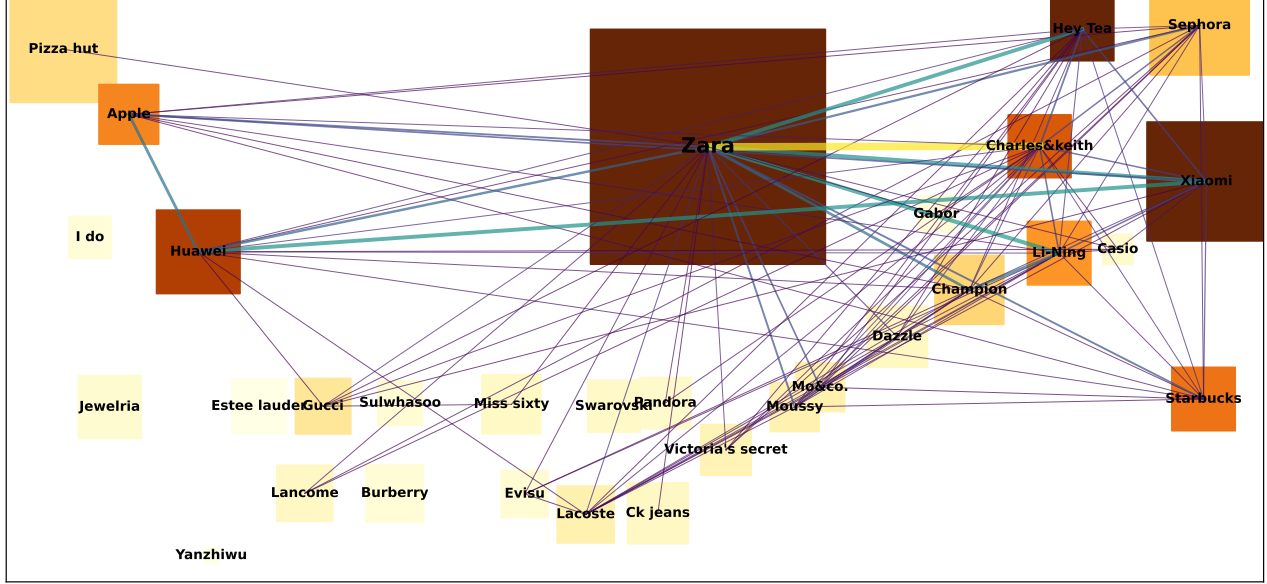 Pizza hut
Hey Tea
Sephora
Apple
Zara
Charles&keith
Xiaomi
Gabor
I do
Huawei
Li-Ning
Casio
Champion
Dazzle
Mo&co.
Starbucks
Jewelria
Estee lauder
Gucci
Sulwhasoo
Miss sixty
Swarovski
Pandora
Moussy
Victoria's secret
Lancome
Burberry
Evisu
Lacoste
Ck jeans
Yanzhiwu